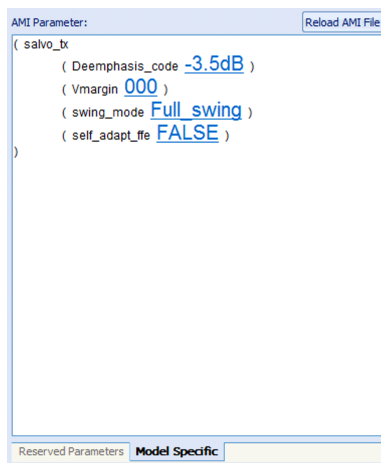 AMI Parameter:
Reload AMI File
( salvo_tx
( Deemphasis_code -3.5dB )
( Vmargin 000 )
( swing_mode Full_swing )
( self_adapt_ffe FALSE )
)
Reserved Parameters
Model Specific